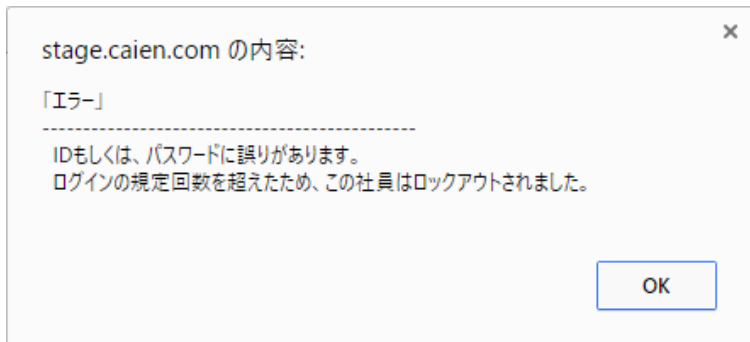 stage.caien.com の内容:
「エラー」
----------------------------------------------
IDもしくは、パスワードに誤りがあります。
ログインの規定回数を超えたため、この社員はロックアウトされました。
OK